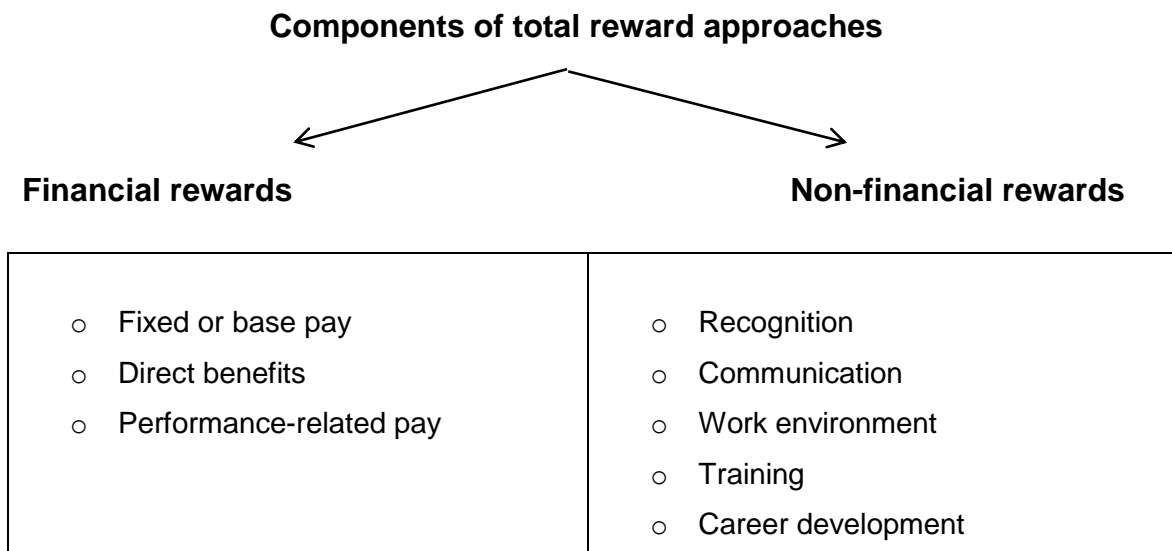 Components of total reward approaches
Financial rewards
Non-financial rewards
o Fixed or base pay
o Direct benefits
o Performance-related pay
o Recognition
o Communication
o Work environment
o Training
o Career development